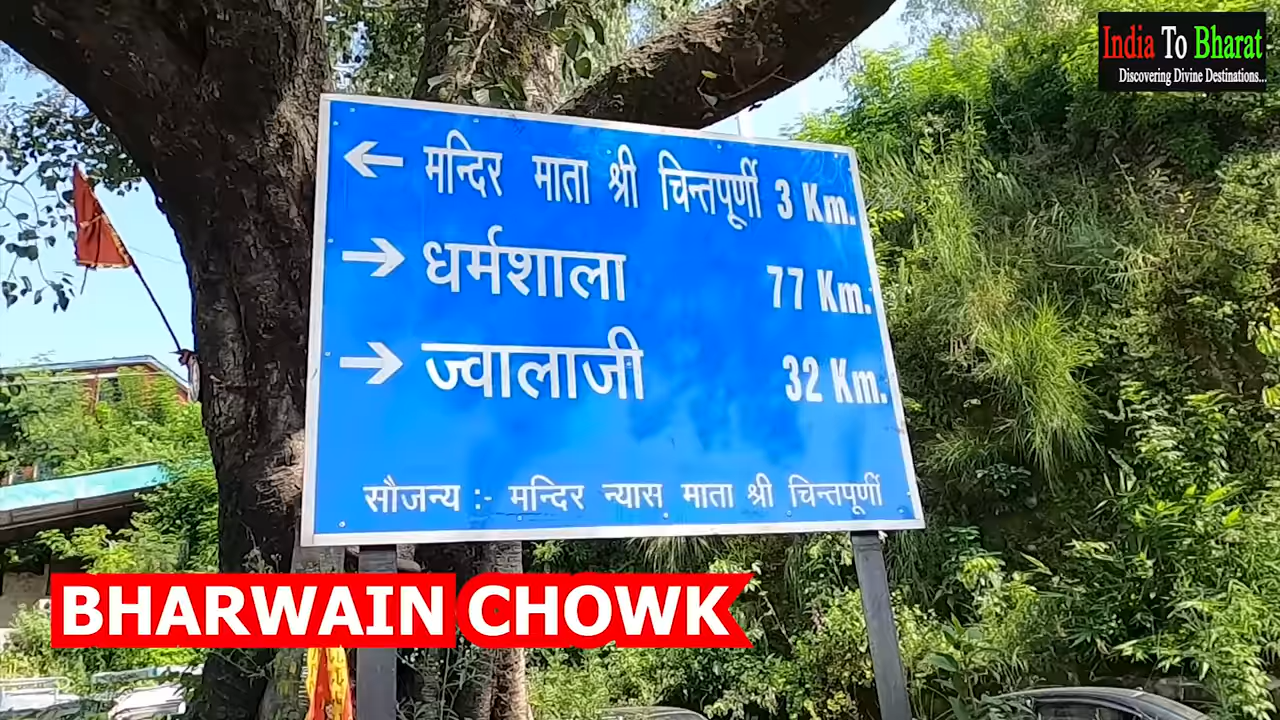 India To Bharat
Discovering Divine Destinations...
← मन्दिर माता श्री चिन्तपूर्णी 3 Km.
→ धर्मशाला 77 Km.
→ ज्वालाजी 32 Km.
सौजन्य :- मन्दिर न्यास माता श्री चिन्तपूर्णी
BHARWAIN CHOWK